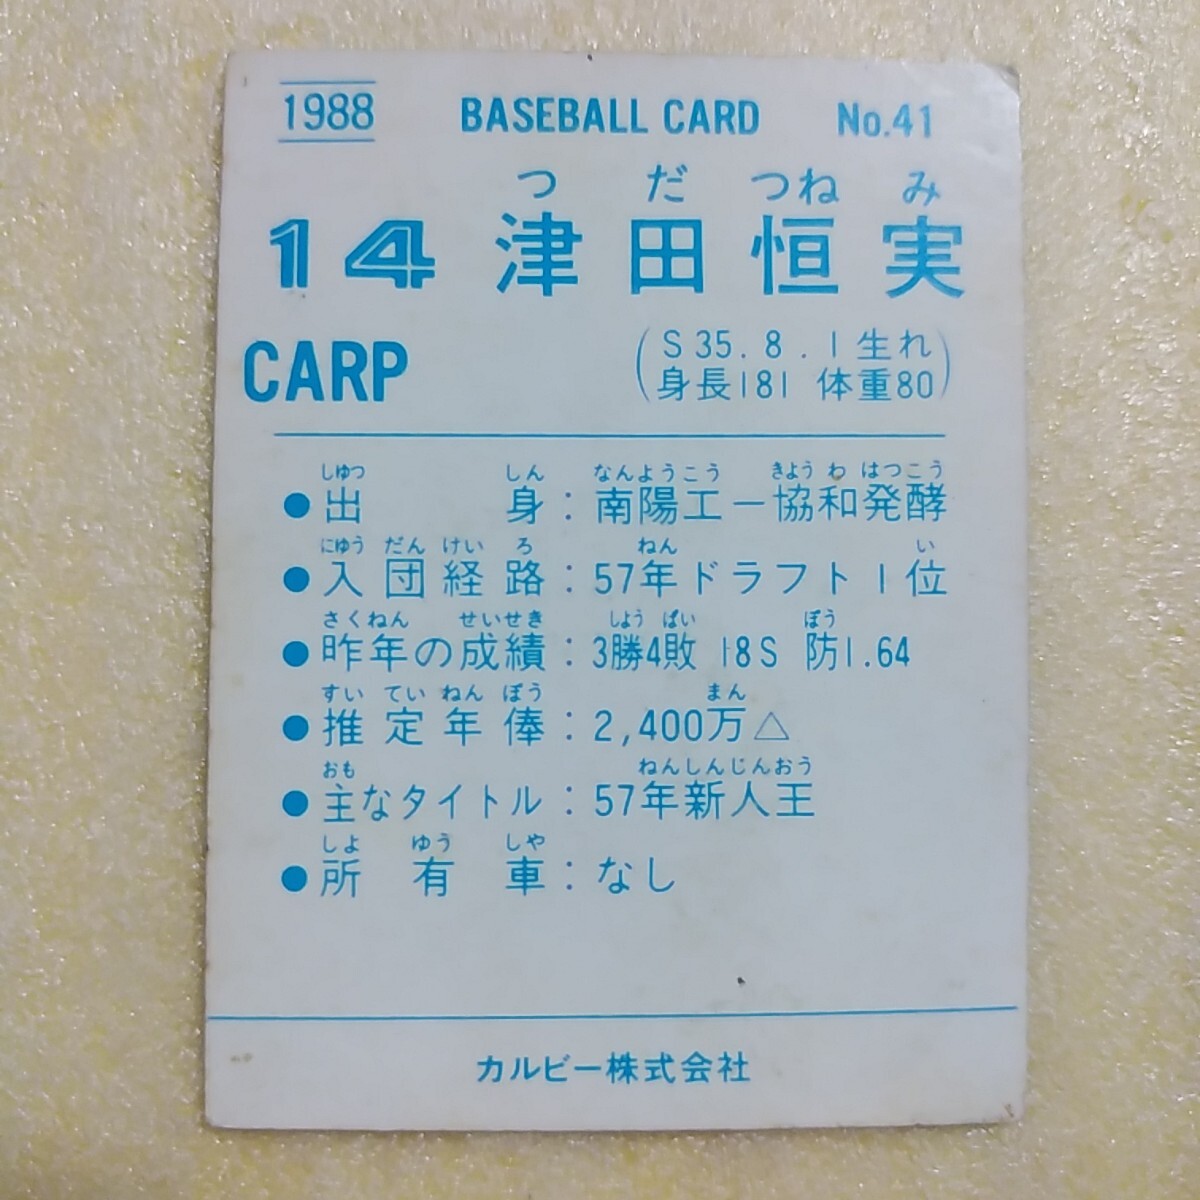 1988 BASEBALL CARD No.41
つ だ つね み
14 津田恒実
CARP
(S35.8.1生れ
身長181 体重80)
しゅつ しん なんようこう きょう わ はっこう
●出身：南陽工－協和発酵
にゅう だん けい ろ ねん い
●入団経路：57年ドラフト1位
さくねん せいせき しょう ぱい ぼう
●昨年の成績：3勝4敗 18S 防1.64
すい てい ねん ぽう まん
●推定年俸：2,400万△
おも ねんしんじんおう
●主なタイトル：57年新人王
しよ ゆう しや
●所有車：なし
カルビー株式会社